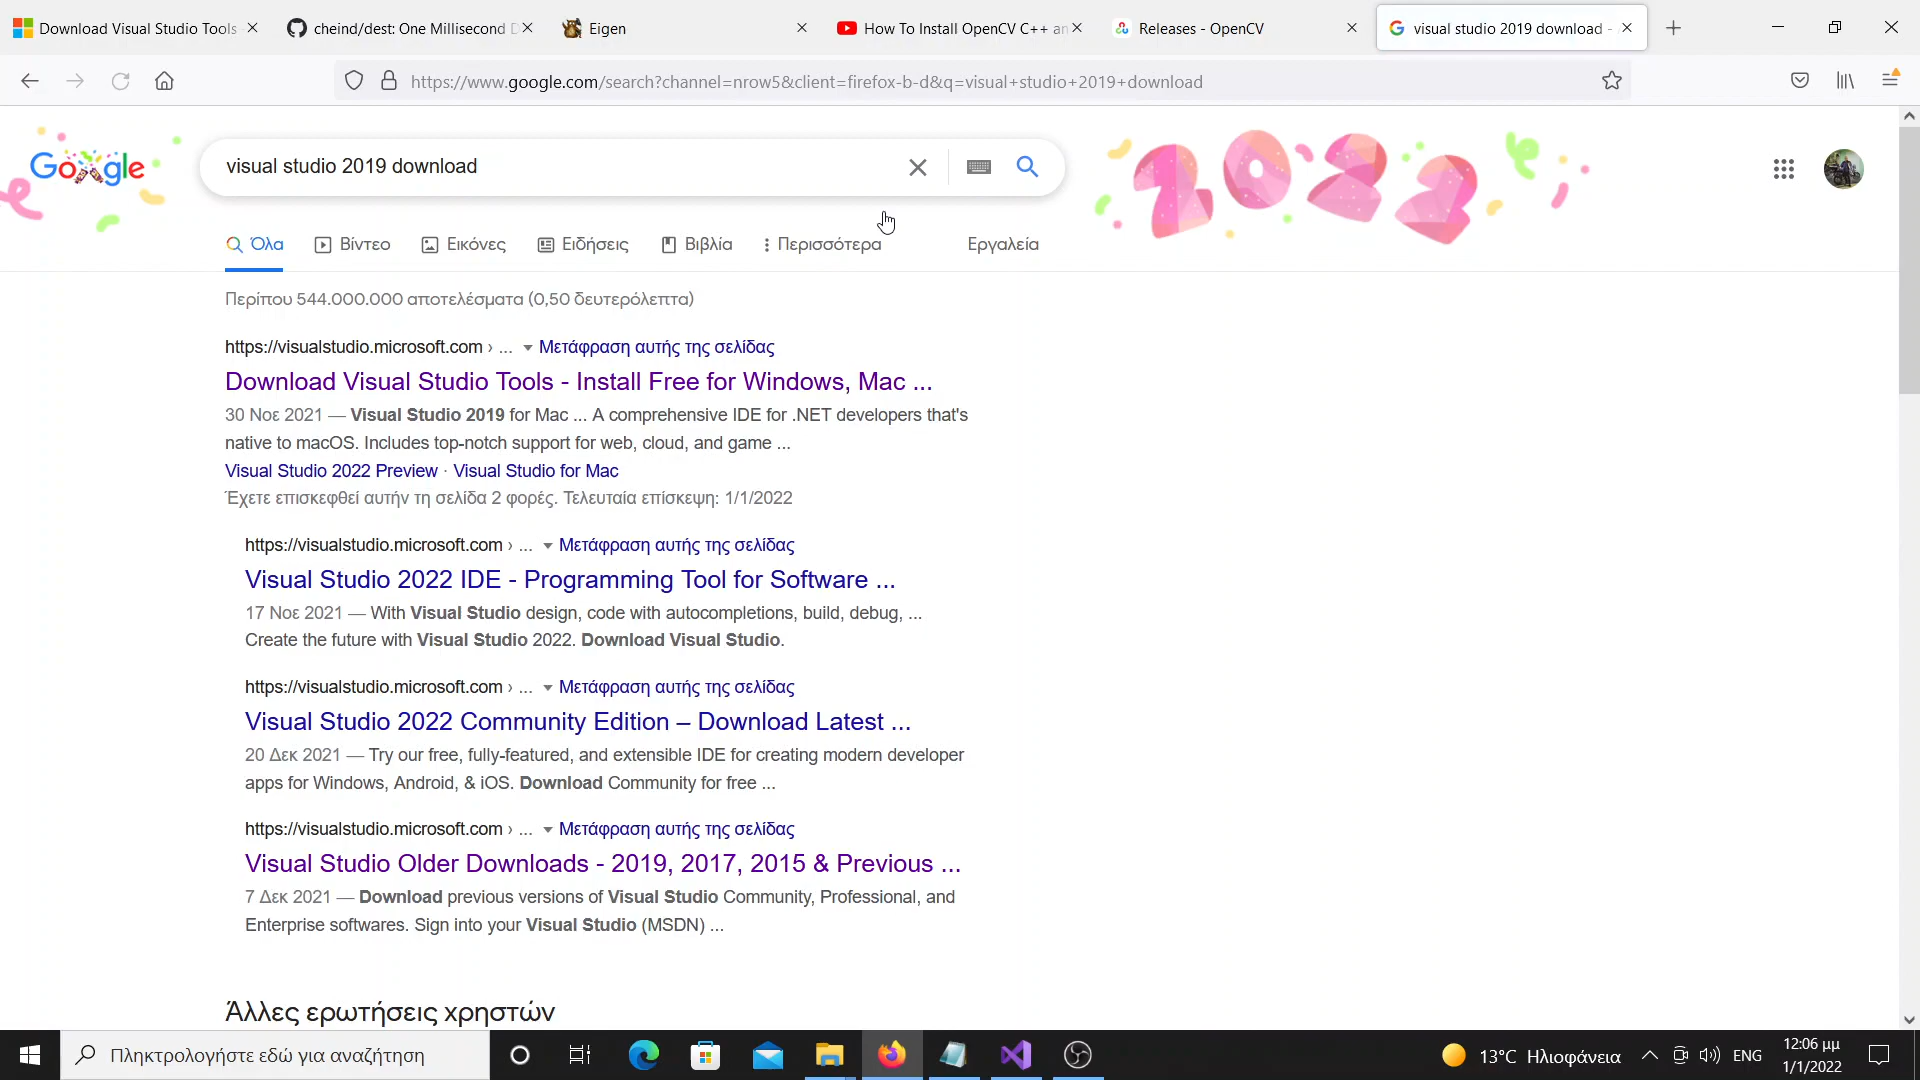 Download Visual Studio Tools
cheind/dest: One Millisecond D
Eigen
How To Install OpenCV C++ an
Releases - OpenCV
visual studio 2019 download -
https://www.google.com/search?channel=nrow5&client=firefox-b-d&q=visual+studio+2019+download
Google
visual studio 2019 download
2022
Όλα
Βίντεο
Εικόνες
Ειδήσεις
Βιβλία
Περισσότερα
Εργαλεία
Περίπου 544.000.000 αποτελέσματα (0,50 δευτερόλεπτα)
https://visualstudio.microsoft.com › ... Μετάφραση αυτής της σελίδας
Download Visual Studio Tools - Install Free for Windows, Mac ...
30 Νοε 2021 — Visual Studio 2019 for Mac ... A comprehensive IDE for .NET developers that's
native to macOS. Includes top-notch support for web, cloud, and game ...
Visual Studio 2022 Preview · Visual Studio for Mac
Έχετε επισκεφθεί αυτήν τη σελίδα 2 φορές. Τελευταία επίσκεψη: 1/1/2022
https://visualstudio.microsoft.com › ... Μετάφραση αυτής της σελίδας
Visual Studio 2022 IDE - Programming Tool for Software ...
17 Νοε 2021 — With Visual Studio design, code with autocompletions, build, debug, ...
Create the future with Visual Studio 2022. Download Visual Studio.
https://visualstudio.microsoft.com › ... Μετάφραση αυτής της σελίδας
Visual Studio 2022 Community Edition – Download Latest ...
20 Δεκ 2021 — Try our free, fully-featured, and extensible IDE for creating modern developer
apps for Windows, Android, & iOS. Download Community for free ...
https://visualstudio.microsoft.com › ... Μετάφραση αυτής της σελίδας
Visual Studio Older Downloads - 2019, 2017, 2015 & Previous ...
7 Δεκ 2021 — Download previous versions of Visual Studio Community, Professional, and
Enterprise softwares. Sign into your Visual Studio (MSDN) ...
Άλλες ερωτήσεις χρηστών
Πληκτρολογήστε εδώ για αναζήτηση
13°C Ηλιοφάνεια
ENG
12:06 μμ
1/1/2022